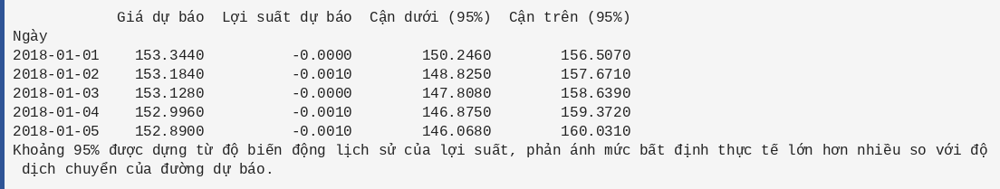 Giá dự báo  Lợi suất dự báo  Cận dưới (95%)  Cận trên (95%)
Ngày
2018-01-01    153.3440          -0.0000        150.2460        156.5070
2018-01-02    153.1840          -0.0010        148.8250        157.6710
2018-01-03    153.1280          -0.0000        147.8080        158.6390
2018-01-04    152.9960          -0.0010        146.8750        159.3720
2018-01-05    152.8900          -0.0010        146.0680        160.0310
Khoảng 95% được dựng từ độ biến động lịch sử của lợi suất, phản ánh mức bất định thực tế lớn hơn nhiều so với độ
dịch chuyển của đường dự báo.